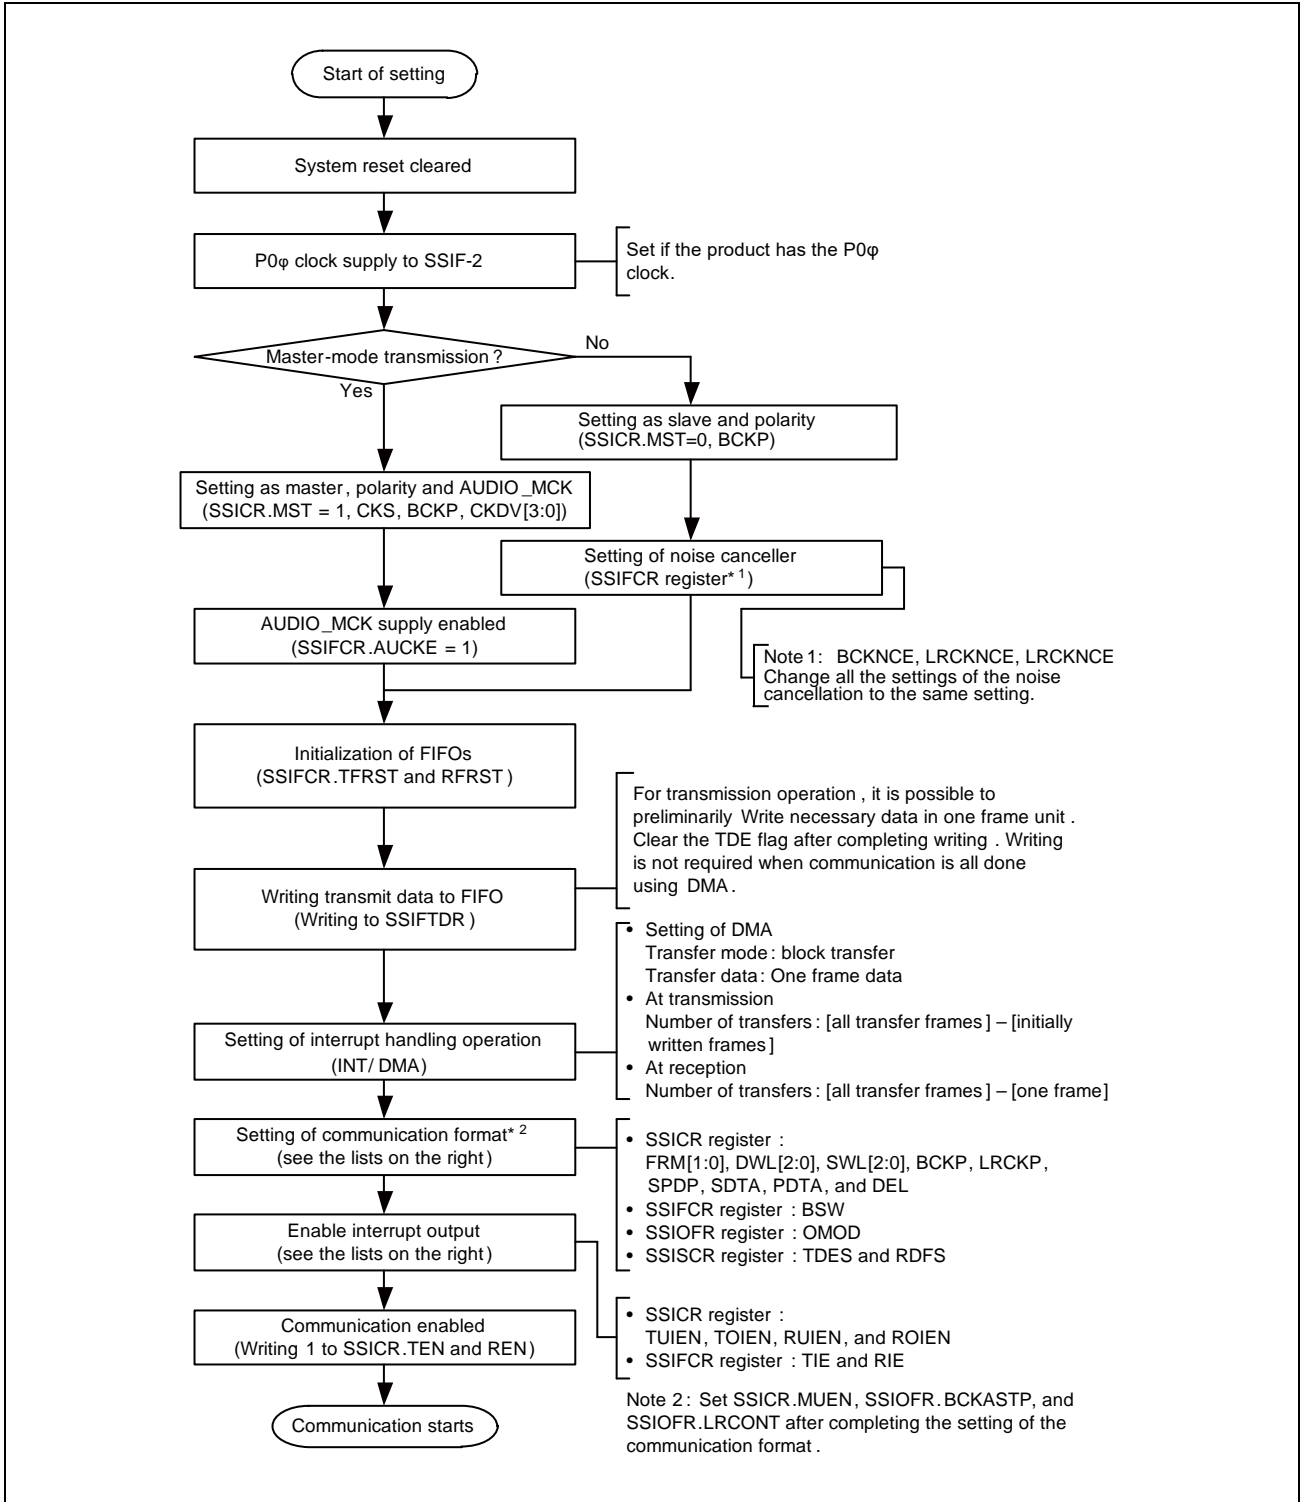 Start of setting
System reset cleared
P0φ clock supply to SSIF-2
Set if the product has the P0φ
clock.
Master-mode transmission ?
No
Yes
Setting as slave and polarity
(SSICR.MST=0, BCKP)
Setting as master, polarity and AUDIO_MCK
(SSICR.MST = 1, CKS, BCKP, CKDV[3:0])
Setting of noise canceller
(SSIFCR register* 1)
AUDIO_MCK supply enabled
(SSIFCR.AUCKE = 1)
Note 1: BCKNCE, LRCKNCE, LRCKNCE
Change all the settings of the noise
cancellation to the same setting.
Initialization of FIFOs
(SSIFCR.TFRST and RFRST)
For transmission operation, it is possible to
preliminarily Write necessary data in one frame unit.
Clear the TDE flag after completing writing. Writing
is not required when communication is all done
using DMA.
Writing transmit data to FIFO
(Writing to SSIFTDR)
• Setting of DMA
Transfer mode: block transfer
Transfer data: One frame data
• At transmission
Number of transfers: [all transfer frames] – [initially
written frames]
• At reception
Number of transfers: [all transfer frames] – [one frame]
Setting of interrupt handling operation
(INT/ DMA)
Setting of communication format* 2
(see the lists on the right)
• SSICR register :
FRM[1:0], DWL[2:0], SWL[2:0], BCKP, LRCKP,
SPDP, SDTA, PDTA, and DEL
• SSIFCR register : BSW
• SSIOFR register : OMOD
• SSISCR register : TDES and RDFS
Enable interrupt output
(see the lists on the right)
• SSICR register :
TUIEN, TOIEN, RUIEN, and ROIEN
• SSIFCR register : TIE and RIE
Communication enabled
(Writing 1 to SSICR.TEN and REN)
Note 2: Set SSICR.MUEN, SSIOFR.BCKASTP, and
SSIOFR.LRCONT after completing the setting of the
communication format.
Communication starts